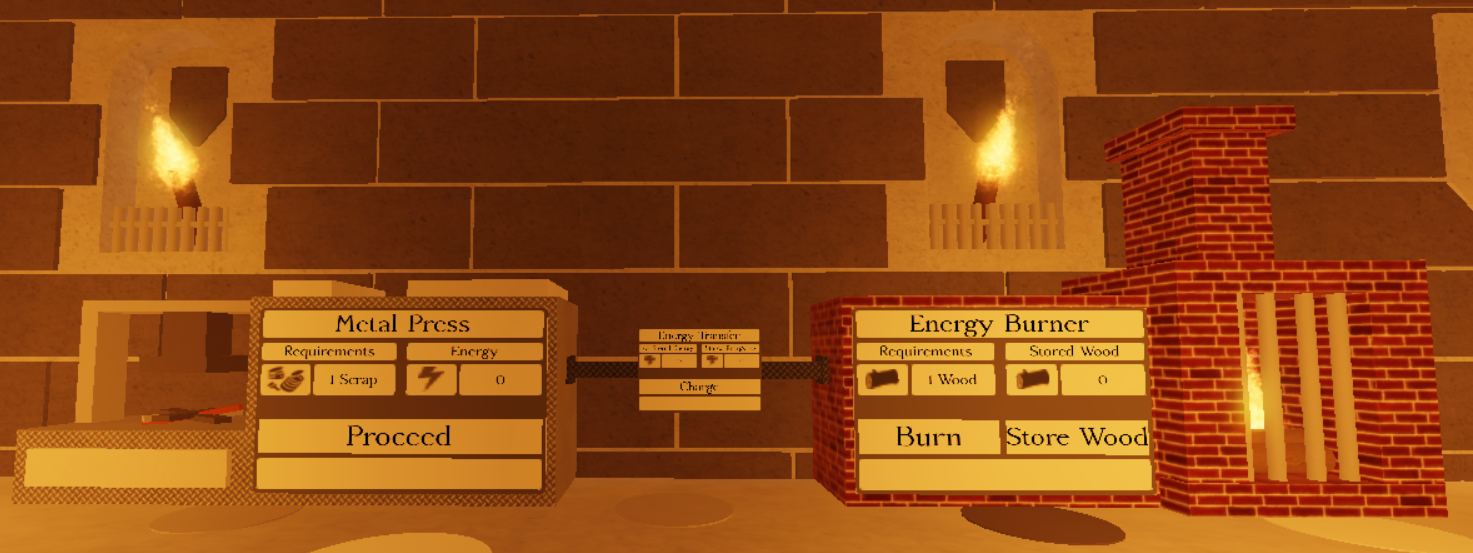 Metal Press
Requirements
Energy
1 Scrap
0
Proceed
Energy Transfer
Change
Energy Burner
Requirements
Stored Wood
1 Wood
0
Burn
Store Wood